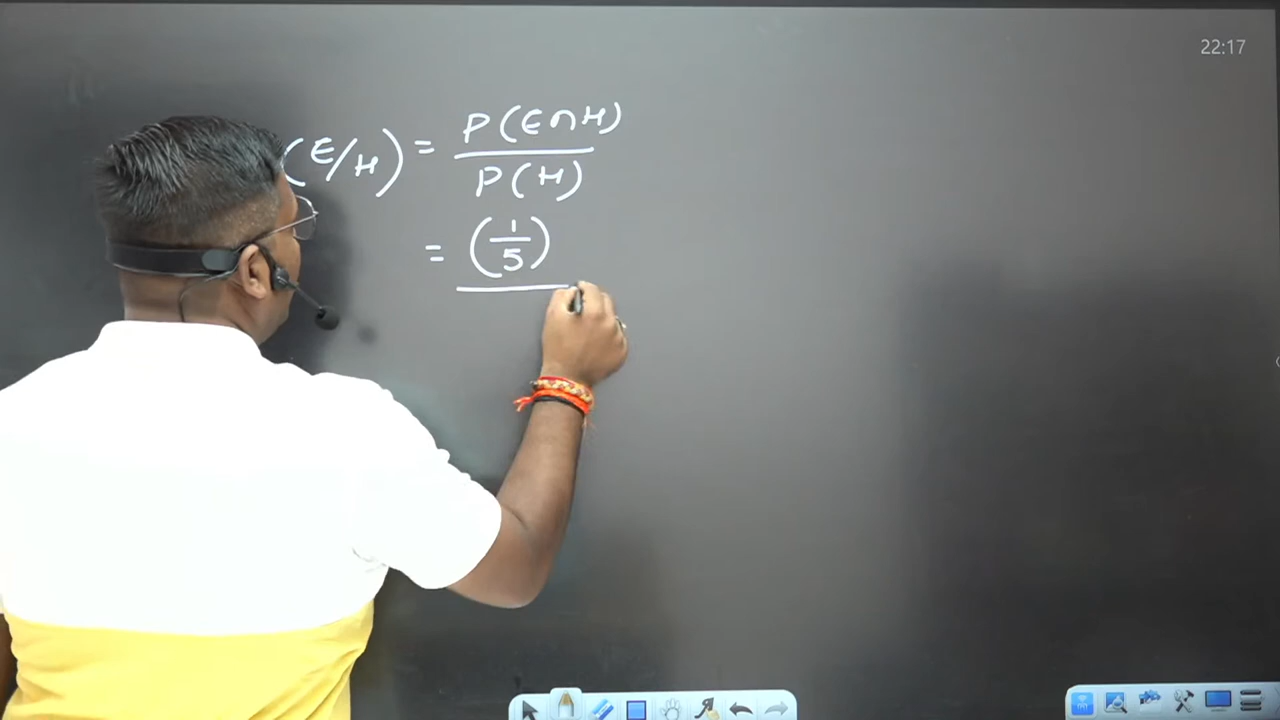 22:17
(E/H) = P(E∩H)
P(H)
= (1/5)